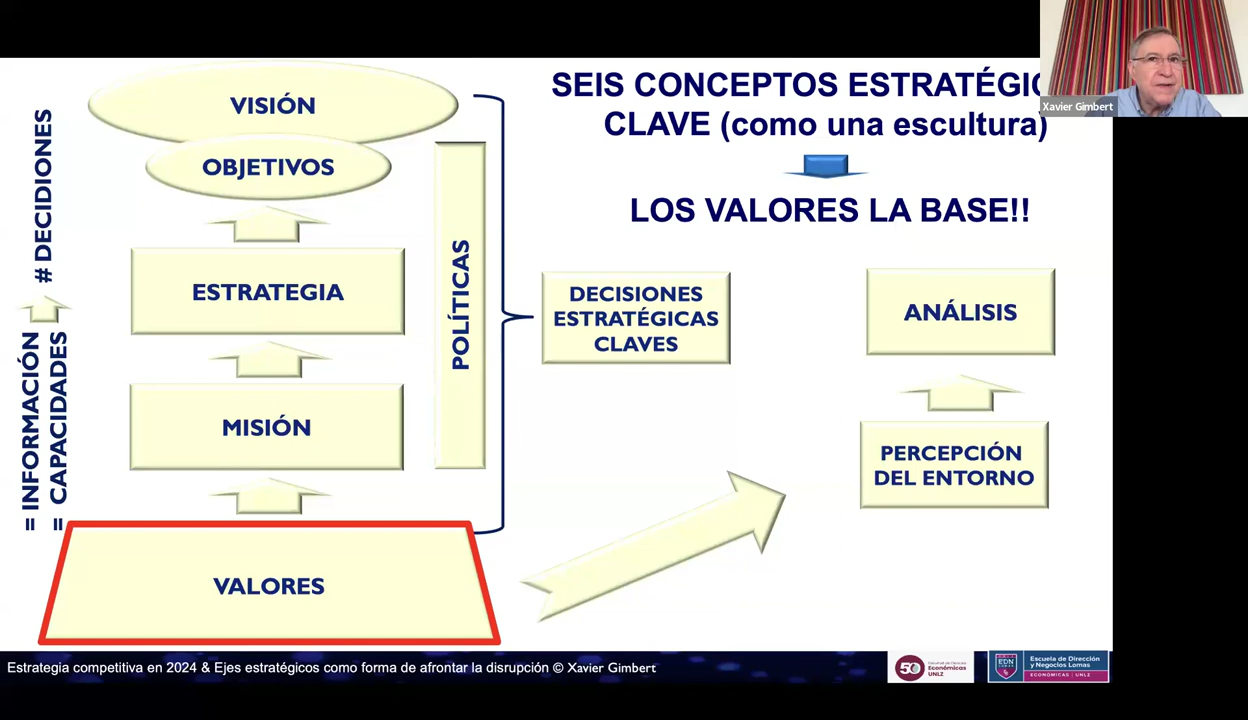 SEIS CONCEPTOS ESTRATÉGIC
CLAVE (como una escultura)
LOS VALORES LA BASE!!
Xavier Gimbert
# DECIDIONES
= INFORMACIÓN
= CAPACIDADES
VISIÓN
OBJETIVOS
ESTRATEGIA
MISIÓN
VALORES
POLÍTICAS
DECISIONES
ESTRATÉGICAS
CLAVES
ANÁLISIS
PERCEPCIÓN
DEL ENTORNO
Estrategia competitiva en 2024 & Ejes estratégicos como forma de afrontar la disrupción © Xavier Gimbert
50
Facultad de Ciencias
Económicas
UNLZ
EDN
LOMAS
Escuela de Dirección
y Negocios Lomas
ECONÓMICAS | UNLZ